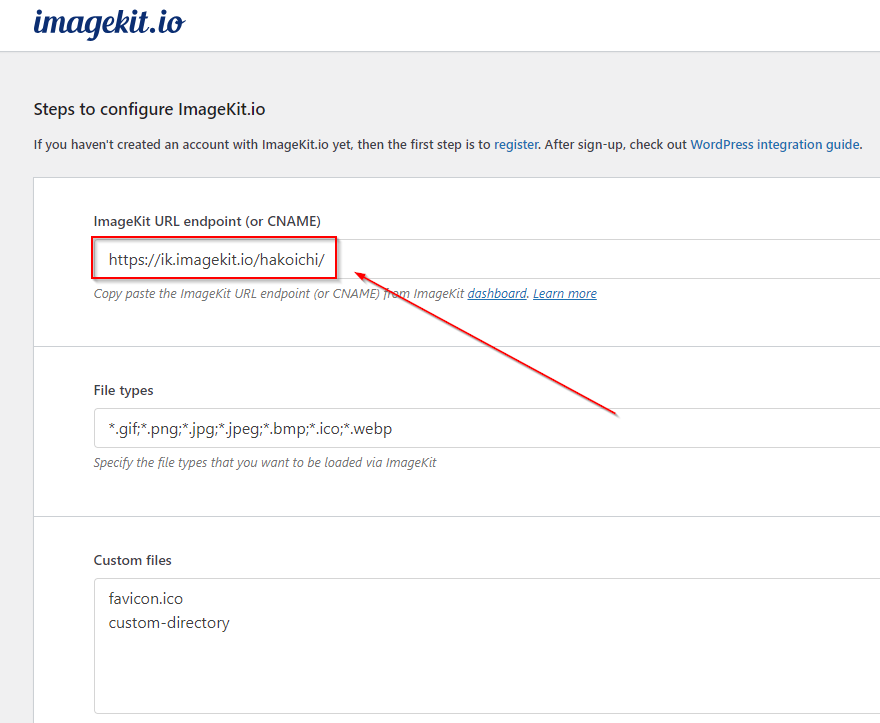 imagekit.io
Steps to configure ImageKit.io
If you haven't created an account with ImageKit.io yet, then the first step is to register. After sign-up, check out WordPress integration guide.
ImageKit URL endpoint (or CNAME)
https://ik.imagekit.io/hakoichi/
Copy paste the ImageKit URL endpoint (or CNAME) from ImageKit dashboard. Learn more
File types
*.gif;*.png;*.jpg;*.jpeg;*.bmp;*.ico;*.webp
Specify the file types that you want to be loaded via ImageKit
Custom files
favicon.ico
custom-directory